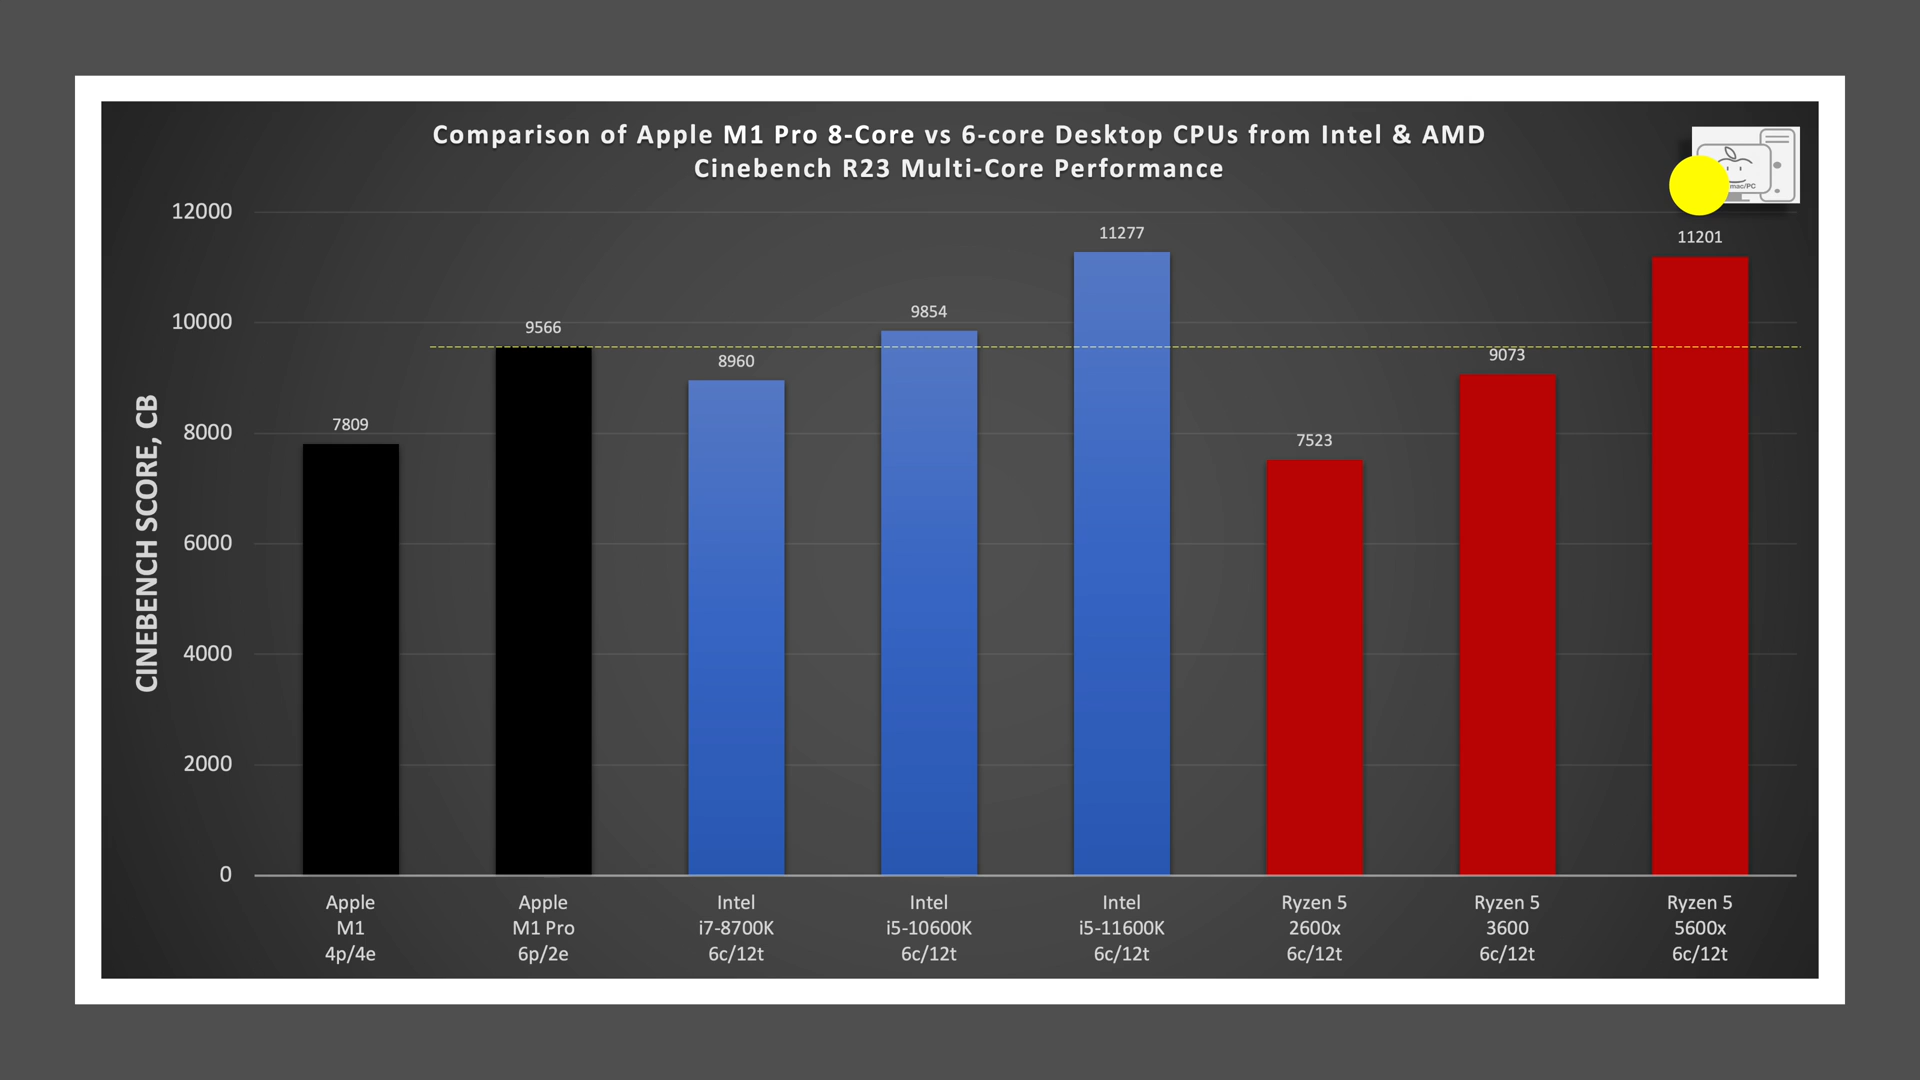 Comparison of Apple M1 Pro 8-Core vs 6-core Desktop CPUs from Intel & AMD
Cinebench R23 Multi-Core Performance
mac/PC
CINEBENCH SCORE, CB
12000
10000
8000
6000
4000
2000
0
7809
9566
8960
9854
11277
7523
9073
11201
Apple
M1
4p/4e
Apple
M1 Pro
6p/2e
Intel
i7-8700K
6c/12t
Intel
i5-10600K
6c/12t
Intel
i5-11600K
6c/12t
Ryzen 5
2600x
6c/12t
Ryzen 5
3600
6c/12t
Ryzen 5
5600x
6c/12t